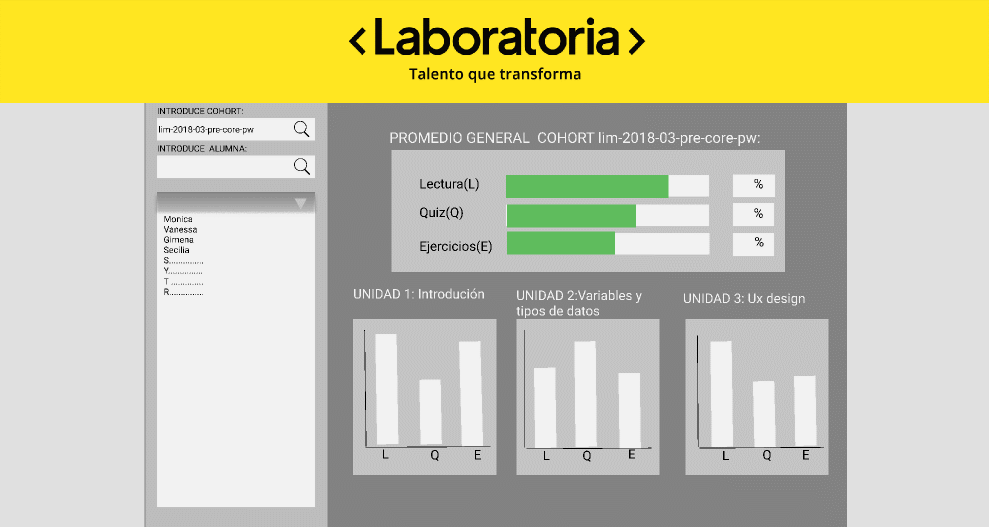 <Laboratoria>
Talento que transforma
INTRODUCE COHORT:
lim-2018-03-pre-core-pw
INTRODUCE ALUMNA:
Monica
Vanessa
Gimena
Secilia
S..............
Y..............
T ..............
R..............
PROMEDIO GENERAL COHORT lim-2018-03-pre-core-pw:
Lectura(L) %
Quiz(Q) %
Ejercicios(E) %
UNIDAD 1: Introdución
L Q E
UNIDAD 2:Variables y
tipos de datos
L Q E
UNIDAD 3: Ux design
L Q E